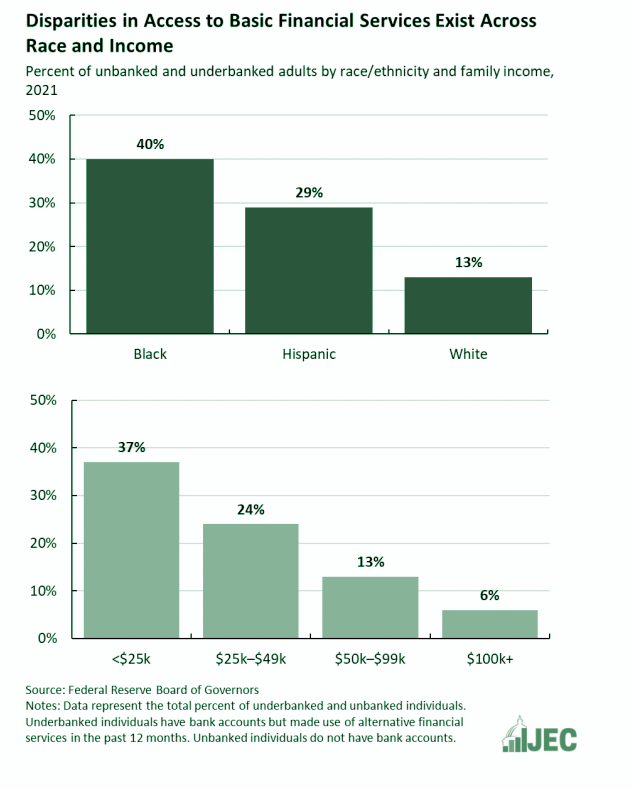 Disparities in Access to Basic Financial Services Exist Across
Race and Income
Percent of unbanked and underbanked adults by race/ethnicity and family income,
2021
50%
40%
30%
20%
10%
0%
40%
29%
13%
Black
Hispanic
White
50%
40%
30%
20%
10%
0%
37%
24%
13%
6%
<$25k
$25k–$49k
$50k–$99k
$100k+
Source: Federal Reserve Board of Governors
Notes: Data represent the total percent of underbanked and unbanked individuals.
Underbanked individuals have bank accounts but made use of alternative financial
services in the past 12 months. Unbanked individuals do not have bank accounts.
JEC